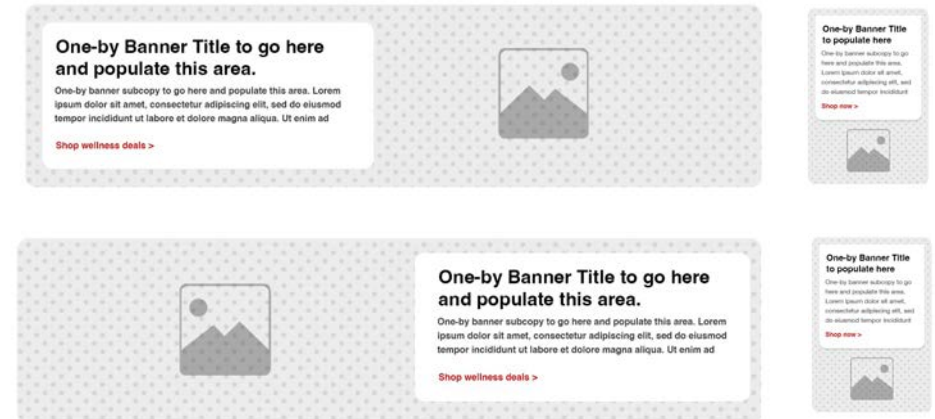 One-by Banner Title to go here
and populate this area.
One-by banner subcopy to go here and populate this area. Lorem
ipsum dolor sit amet, consectetur adipiscing elit, sed do eiusmod
tempor incididunt ut labore et dolore magna aliqua. Ut enim ad
Shop wellness deals >
One-by Banner Title
to populate here
One-by banner subcopy to go
here and populate this area.
Lorem ipsum dolor sit amet,
consectetur adipiscing elit, sed
do eiusmod tempor incididunt
Shop now >
One-by Banner Title to go here
and populate this area.
One-by banner subcopy to go here and populate this area. Lorem
ipsum dolor sit amet, consectetur adipiscing elit, sed do eiusmod
tempor incididunt ut labore et dolore magna aliqua. Ut enim ad
Shop wellness deals >
One-by Banner Title
to populate here
One-by banner subcopy to go
here and populate this area.
Lorem ipsum dolor sit amet,
consectetur adipiscing elit, sed
do eiusmod tempor incididunt
Shop now >